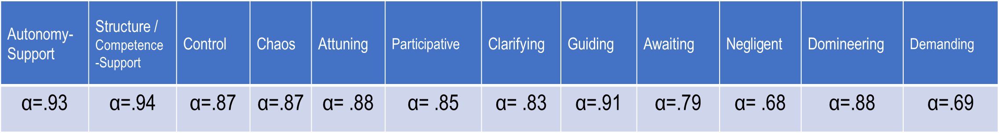 Autonomy-
Support
Structure /
Competence
-Support
Control
Chaos
Attuning
Participative
Clarifying
Guiding
Awaiting
Negligent
Domineering
Demanding
α=.93
α=.94
α=.87
α=.87
α= .88
α= .85
α= .83
α=.91
α=.79
α= .68
α=.88
α=.69